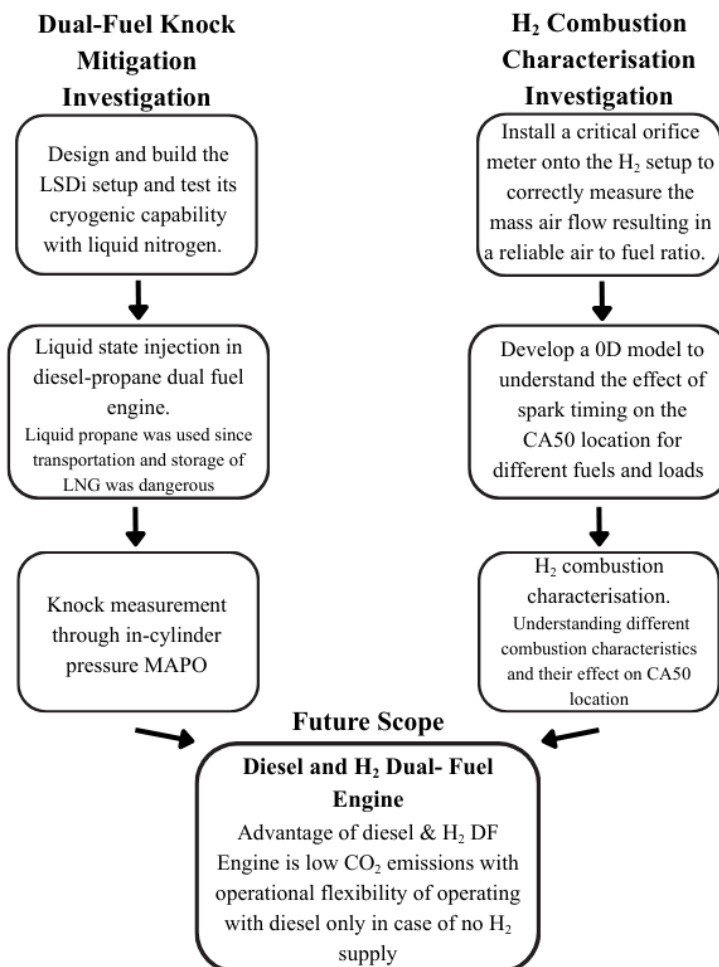 Dual-Fuel Knock
Mitigation
Investigation
Design and build the
LSDi setup and test its
cryogenic capability
with liquid nitrogen.
Liquid state injection in
diesel-propane dual fuel
engine.
Liquid propane was used since
transportation and storage of
LNG was dangerous
Knock measurement
through in-cylinder
pressure MAPO
H₂ Combustion
Characterisation
Investigation
Install a critical orifice
meter onto the H₂ setup to
correctly measure the
mass air flow resulting in
a reliable air to fuel ratio.
Develop a 0D model to
understand the effect of
spark timing on the
CA50 location for
different fuels and loads
H₂ combustion
characterisation.
Understanding different
combustion characteristics
and their effect on CA50
location
Future Scope
Diesel and H₂ Dual- Fuel
Engine
Advantage of diesel & H₂ DF
Engine is low CO₂ emissions with
operational flexibility of operating
with diesel only in case of no H₂
supply